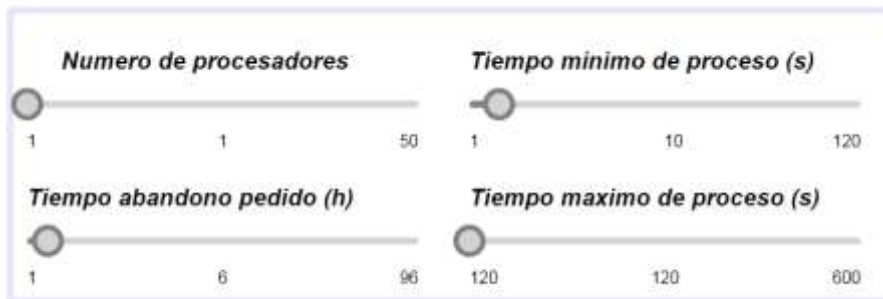 Numero de procesadores
Tiempo minimo de proceso (s)
1 1 50
1 10 120
Tiempo abandono pedido (h)
Tiempo maximo de proceso (s)
1 6 96
120 120 600